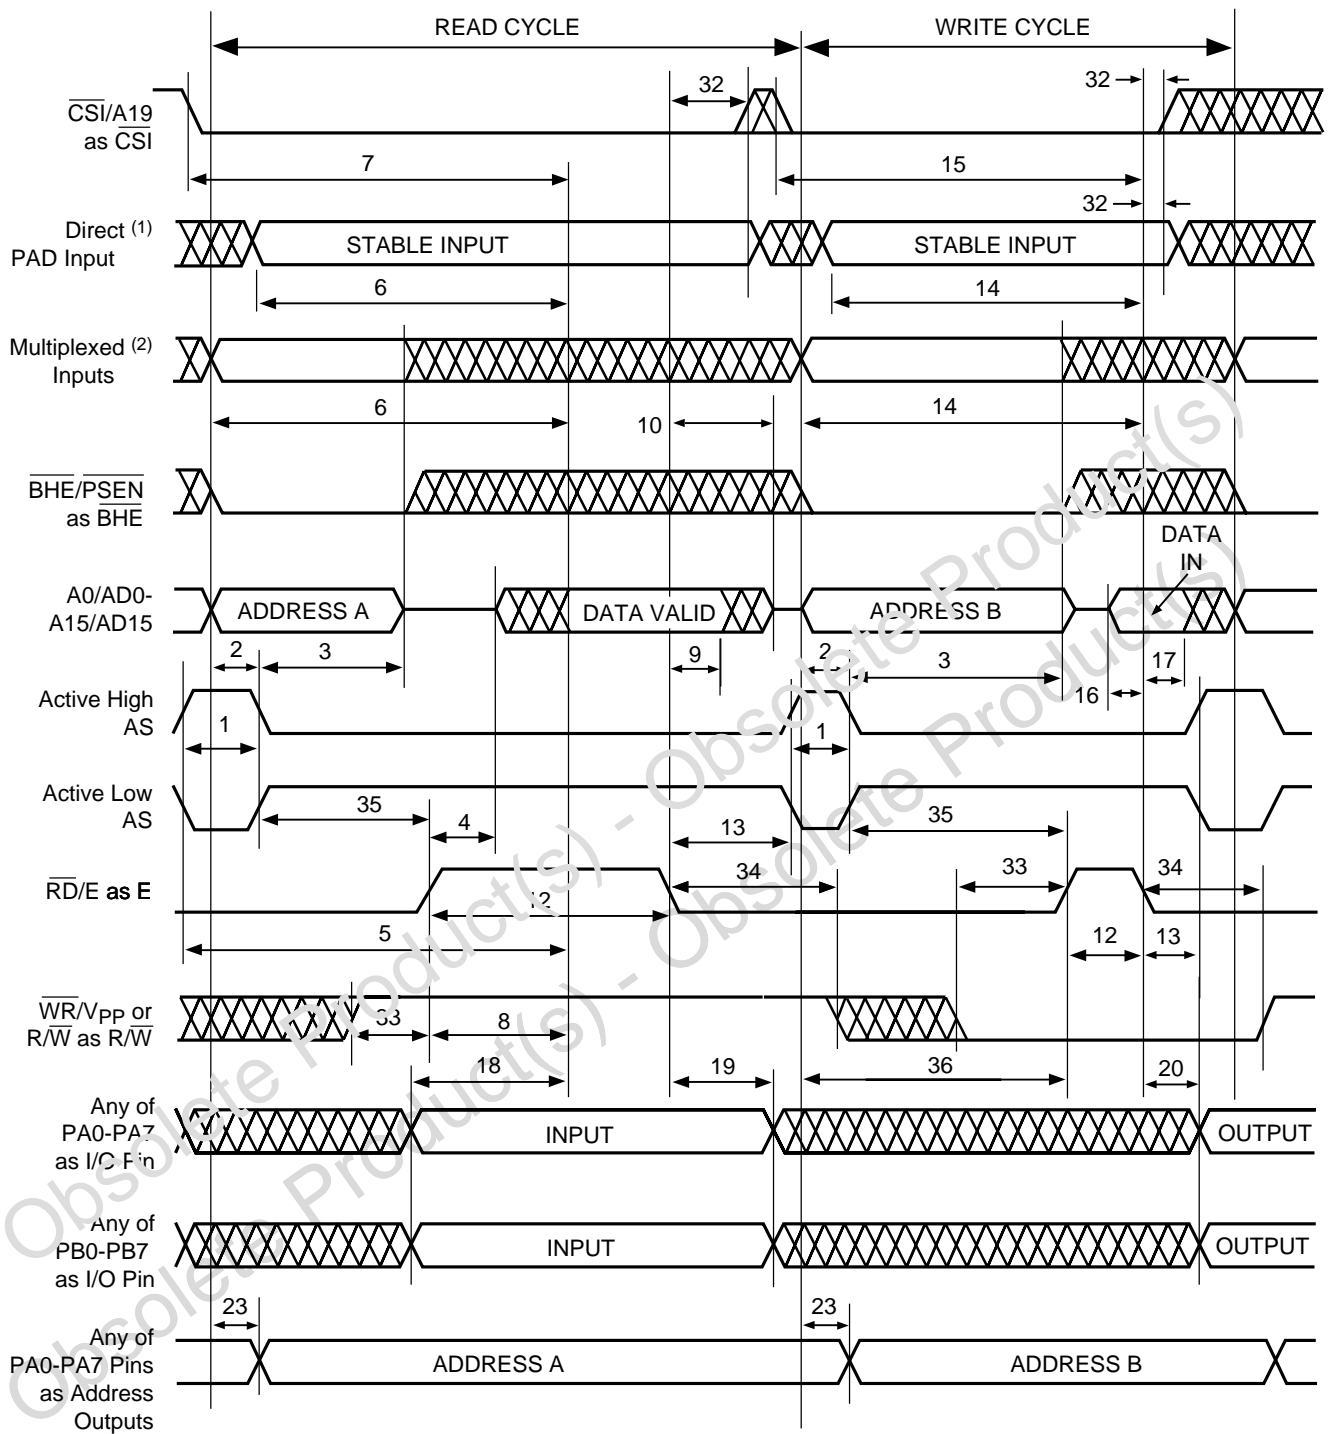 READ CYCLE
WRITE CYCLE
32
32
CSI/A19
as CSI
7
15
32
Direct (1)
PAD Input
STABLE INPUT
STABLE INPUT
6
14
Multiplexed (2)
Inputs
6
10
14
BHE/PSEN
as BHE
DATA
IN
A0/AD0-
A15/AD15
ADDRESS A
DATA VALID
ADDRESS B
2
3
9
2
3
17
16
Active High
AS
1
1
Active Low
AS
35
4
13
35
34
33
34
RD/E as E
12
5
12
13
WR/VPP or
R/W as R/W
33
8
18
19
36
20
Any of
PA0-PA7
as I/O Pin
INPUT
OUTPUT
Any of
PB0-PB7
as I/O Pin
INPUT
OUTPUT
23
23
Any of
PA0-PA7 Pins
as Address
Outputs
ADDRESS A
ADDRESS B
Obsolete Product(s) - Obsolete Product(s)
Obsolete Product(s) - Obsolete Product(s)